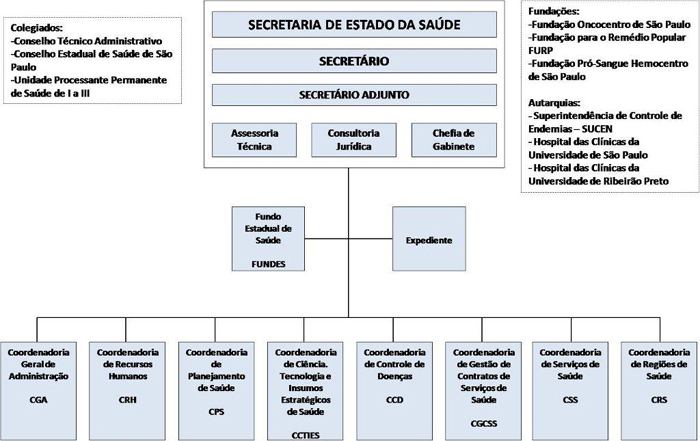 Colegiados:
-Conselho Técnico Administrativo
-Conselho Estadual de Saúde de São
Paulo
-Unidade Processante Permanente
de Saúde de I a III
SECRETARIA DE ESTADO DA SAÚDE
SECRETÁRIO
SECRETÁRIO ADJUNTO
Assessoria
Técnica
Consultoria
Jurídica
Chefia de
Gabinete
Fundações:
-Fundação Oncocentro de São Paulo
-Fundação para o Remédio Popular
FURP
-Fundação Pró-Sangue Hemocentro
de São Paulo
Autarquias:
- Superintendência de Controle de
Endemias – SUCEN
- Hospital das Clínicas da
Universidade de São Paulo
- Hospital das Clínicas da
Universidade de Ribeirão Preto
Fundo
Estadual de
Saúde
FUNDES
Expediente
Coordenadoria
Geral de
Administração
CGA
Coordenadoria
de Recursos
Humanos
CRH
Coordenadoria
de
Planejamento
de Saúde
CPS
Coordenadoria
de Ciência.
Tecnologia e
Insumos
Estratégicos
de Saúde
CCTIES
Coordenadoria
de Controle de
Doenças
CCD
Coordenadoria
de Gestão de
Contratos de
Serviços de
Saúde
CGCSS
Coordenadoria
de Serviços de
Saúde
CSS
Coordenadoria
de Regiões de
Saúde
CRS